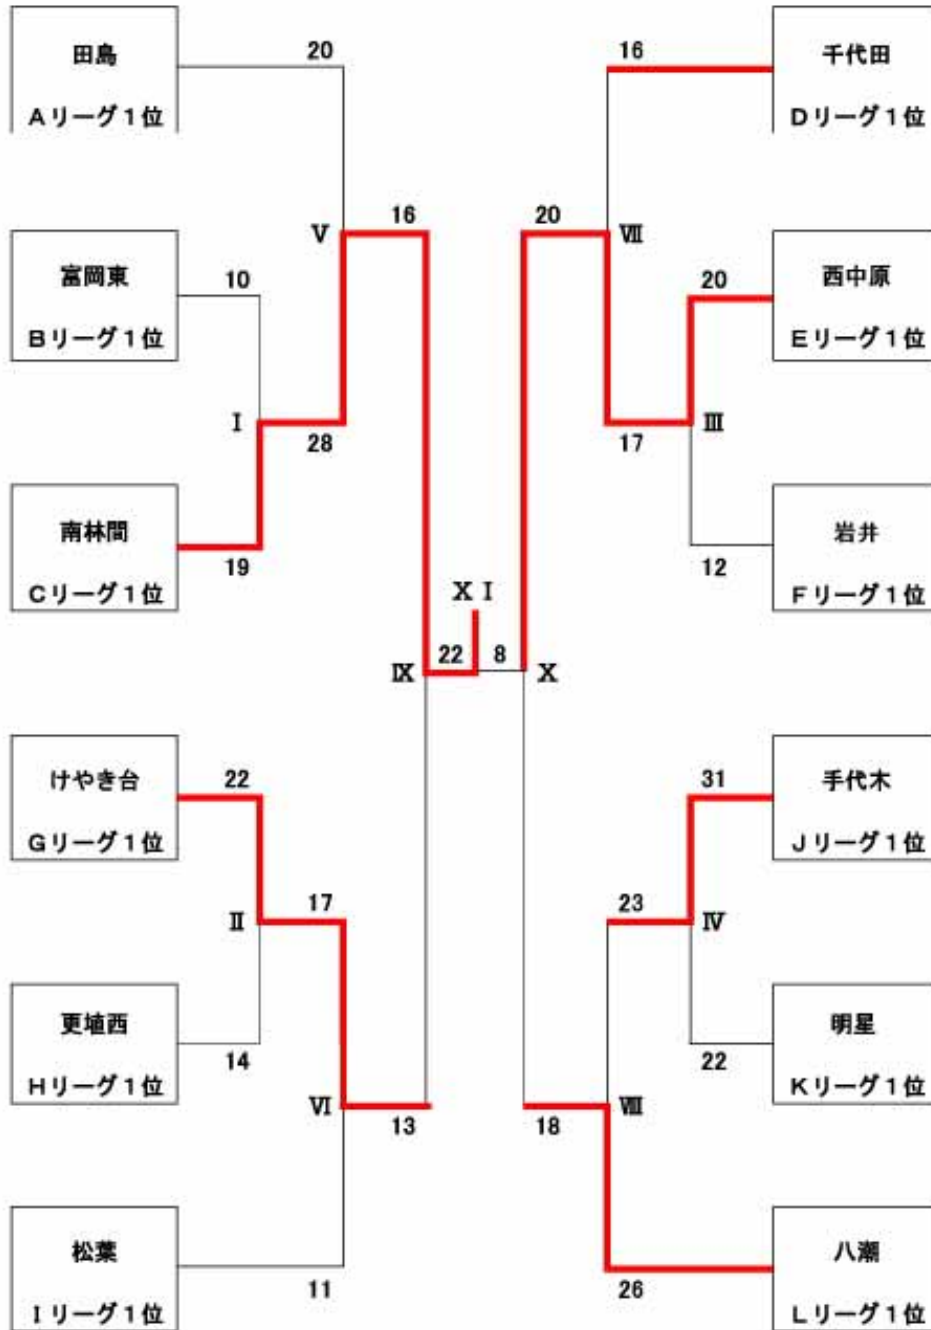 田島
20
16
千代田
Aリーグ1位
Dリーグ1位
Ⅴ
16
20
Ⅶ
富岡東
10
20
西中原
Bリーグ1位
Eリーグ1位
Ⅰ
28
17
Ⅲ
南林間
19
12
岩井
Cリーグ1位
Fリーグ1位
ⅩⅠ
Ⅸ
22
8
Ⅹ
けやき台
22
31
手代木
Gリーグ1位
Jリーグ1位
Ⅱ
17
23
Ⅳ
更埴西
14
22
明星
Hリーグ1位
Kリーグ1位
Ⅵ
13
18
Ⅷ
松葉
11
26
八潮
Iリーグ1位
Lリーグ1位